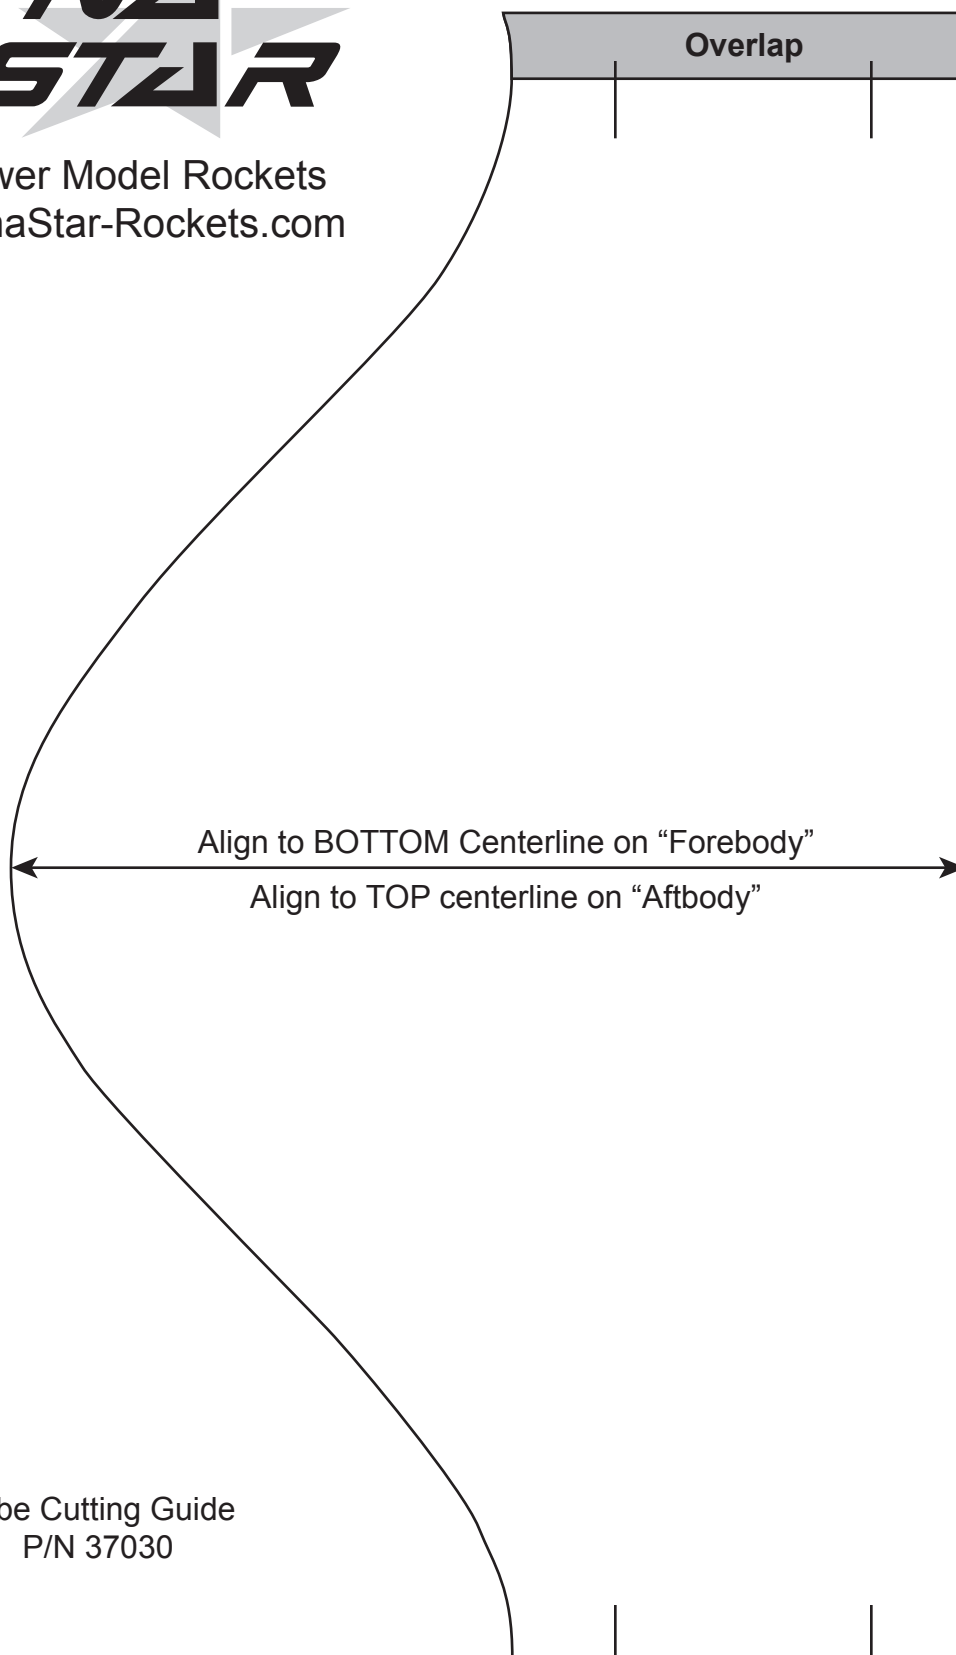 STAR
Overlap
wer Model Rockets
naStar-Rockets.com
Align to BOTTOM Centerline on “Forebody”
Align to TOP centerline on “Aftbody”
be Cutting Guide
P/N 37030